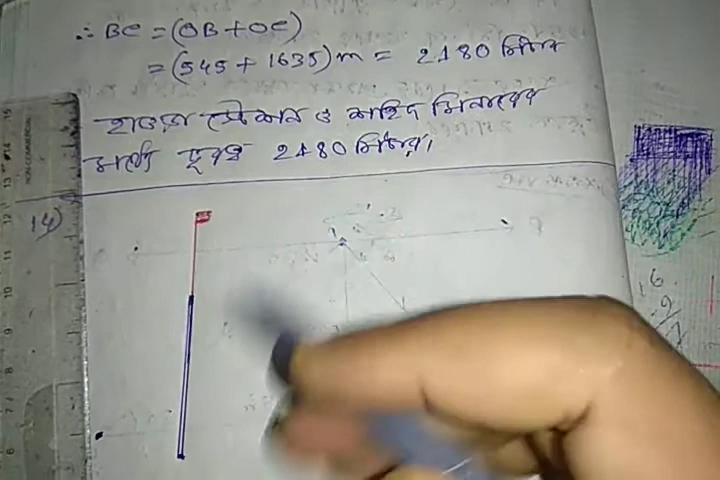 ∴ BC = (OB + OC)
= (545 + 1635) m = 2180 মিটার
হাওড়া স্টেশন ও শহিদ মিনারের
মধ্যে দূরত্ব 2180 মিটার।
14)